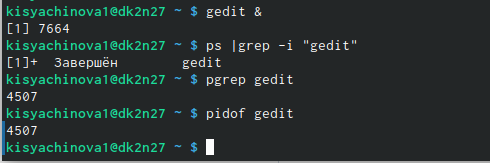 kisyachinova1@dk2n27 ~ $ gedit &
[1] 7664
kisyachinova1@dk2n27 ~ $ ps |grep -i "gedit"
[1]+  Завершён        gedit
kisyachinova1@dk2n27 ~ $ pgrep gedit
4507
kisyachinova1@dk2n27 ~ $ pidof gedit
4507
kisyachinova1@dk2n27 ~ $